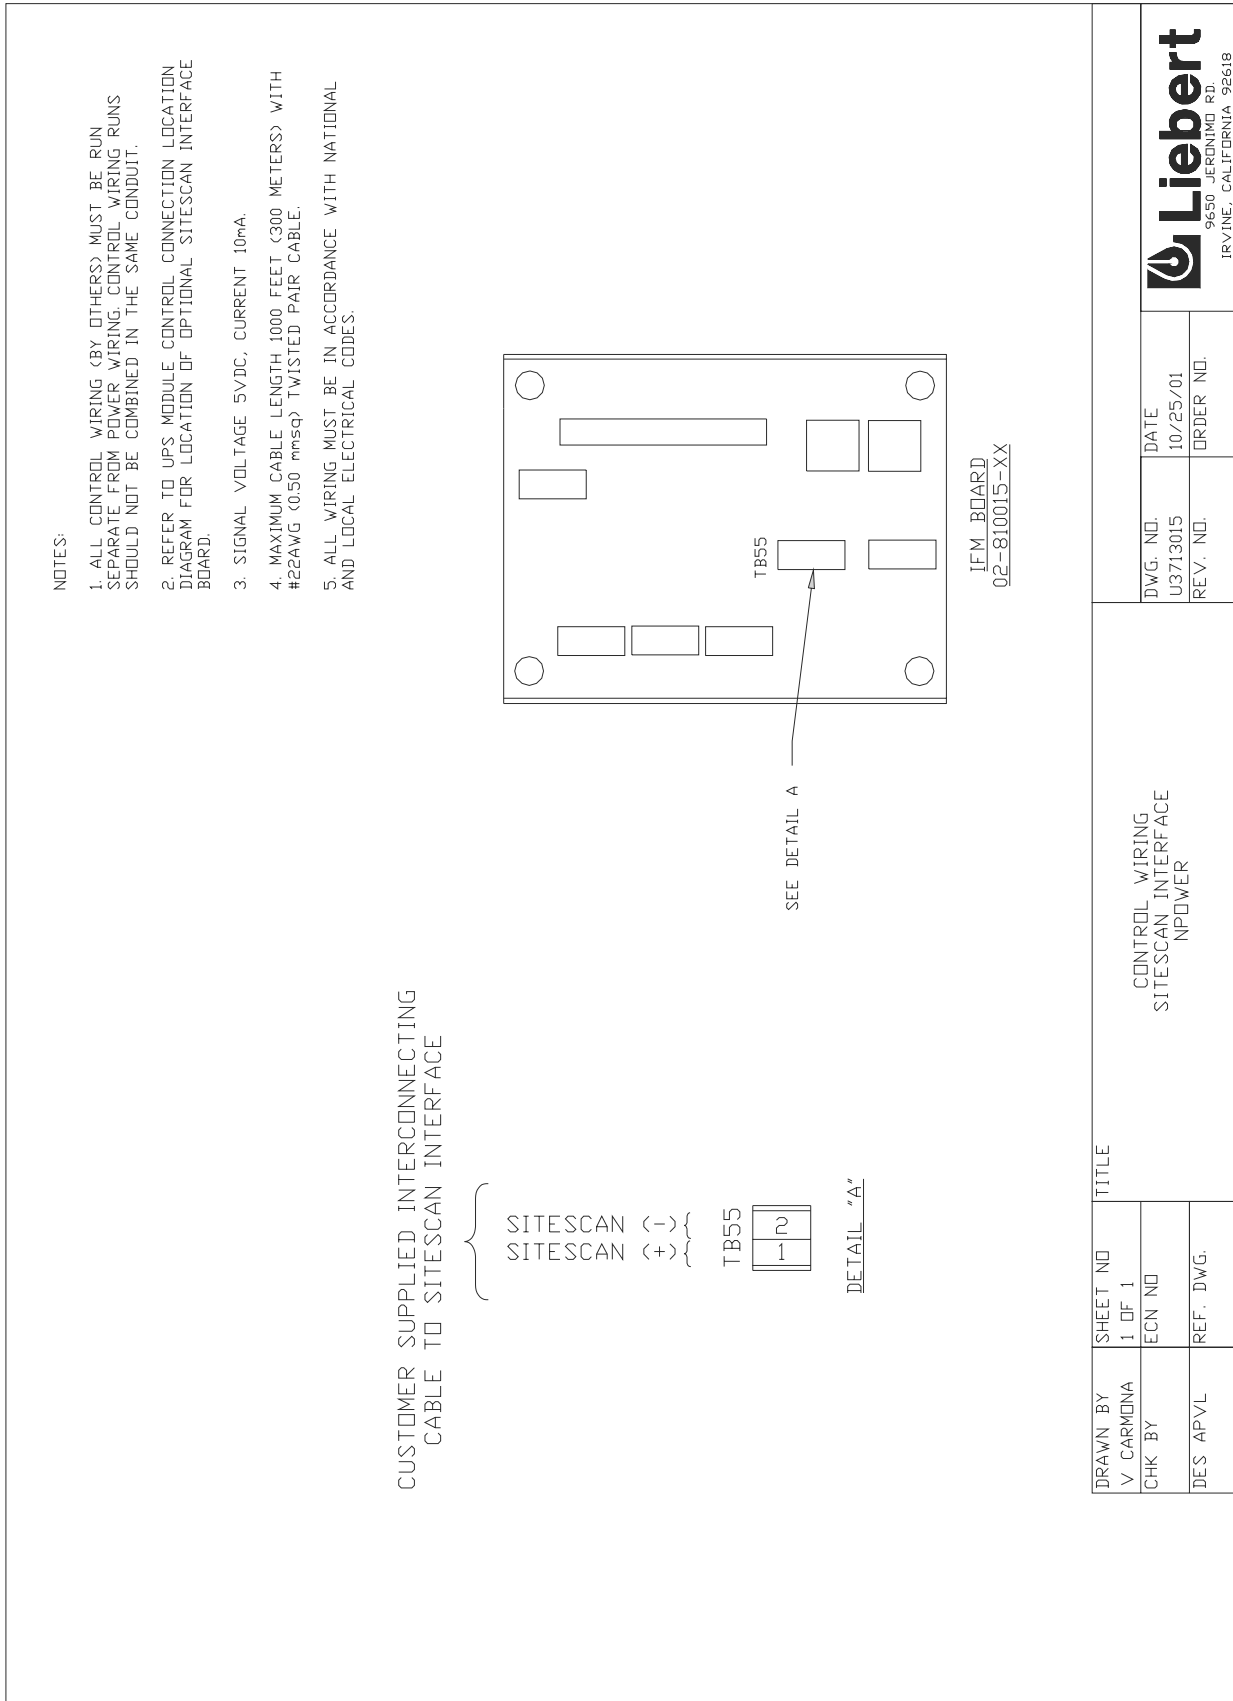 NOTES:
1. ALL CONTROL WIRING (BY OTHERS) MUST BE RUN
SEPARATE FROM POWER WIRING. CONTROL WIRING RUNS
SHOULD NOT BE COMBINED IN THE SAME CONDUIT.
2. REFER TO UPS MODULE CONTROL CONNECTION LOCATION
DIAGRAM FOR LOCATION OF OPTIONAL SITESCAN INTERFACE
BOARD.
3. SIGNAL VOLTAGE 5VDC, CURRENT 10mA.
4. MAXIMUM CABLE LENGTH 1000 FEET (300 METERS) WITH
#22AWG (0.50 mmsq) TWISTED PAIR CABLE.
5. ALL WIRING MUST BE IN ACCORDANCE WITH NATIONAL
AND LOCAL ELECTRICAL CODES.
CUSTOMER SUPPLIED INTERCONNECTING
CABLE TO SITESCAN INTERFACE
SITESCAN (-)
SITESCAN (+)
TB55
1 2
DETAIL "A"
SEE DETAIL A
TB55
IFM BOARD
02-810015-XX
DRAWN BY
V CARMONA
CHK BY
DES APVL
SHEET NO
1 OF 1
ECN NO
REF. DWG.
TITLE
CONTROL WIRING
SITESCAN INTERFACE
NPOWER
DWG. NO.
U3713015
REV. NO.
DATE
10/25/01
ORDER NO.
Liebert
9650 JERONIMO RD.
IRVINE, CALIFORNIA 92618